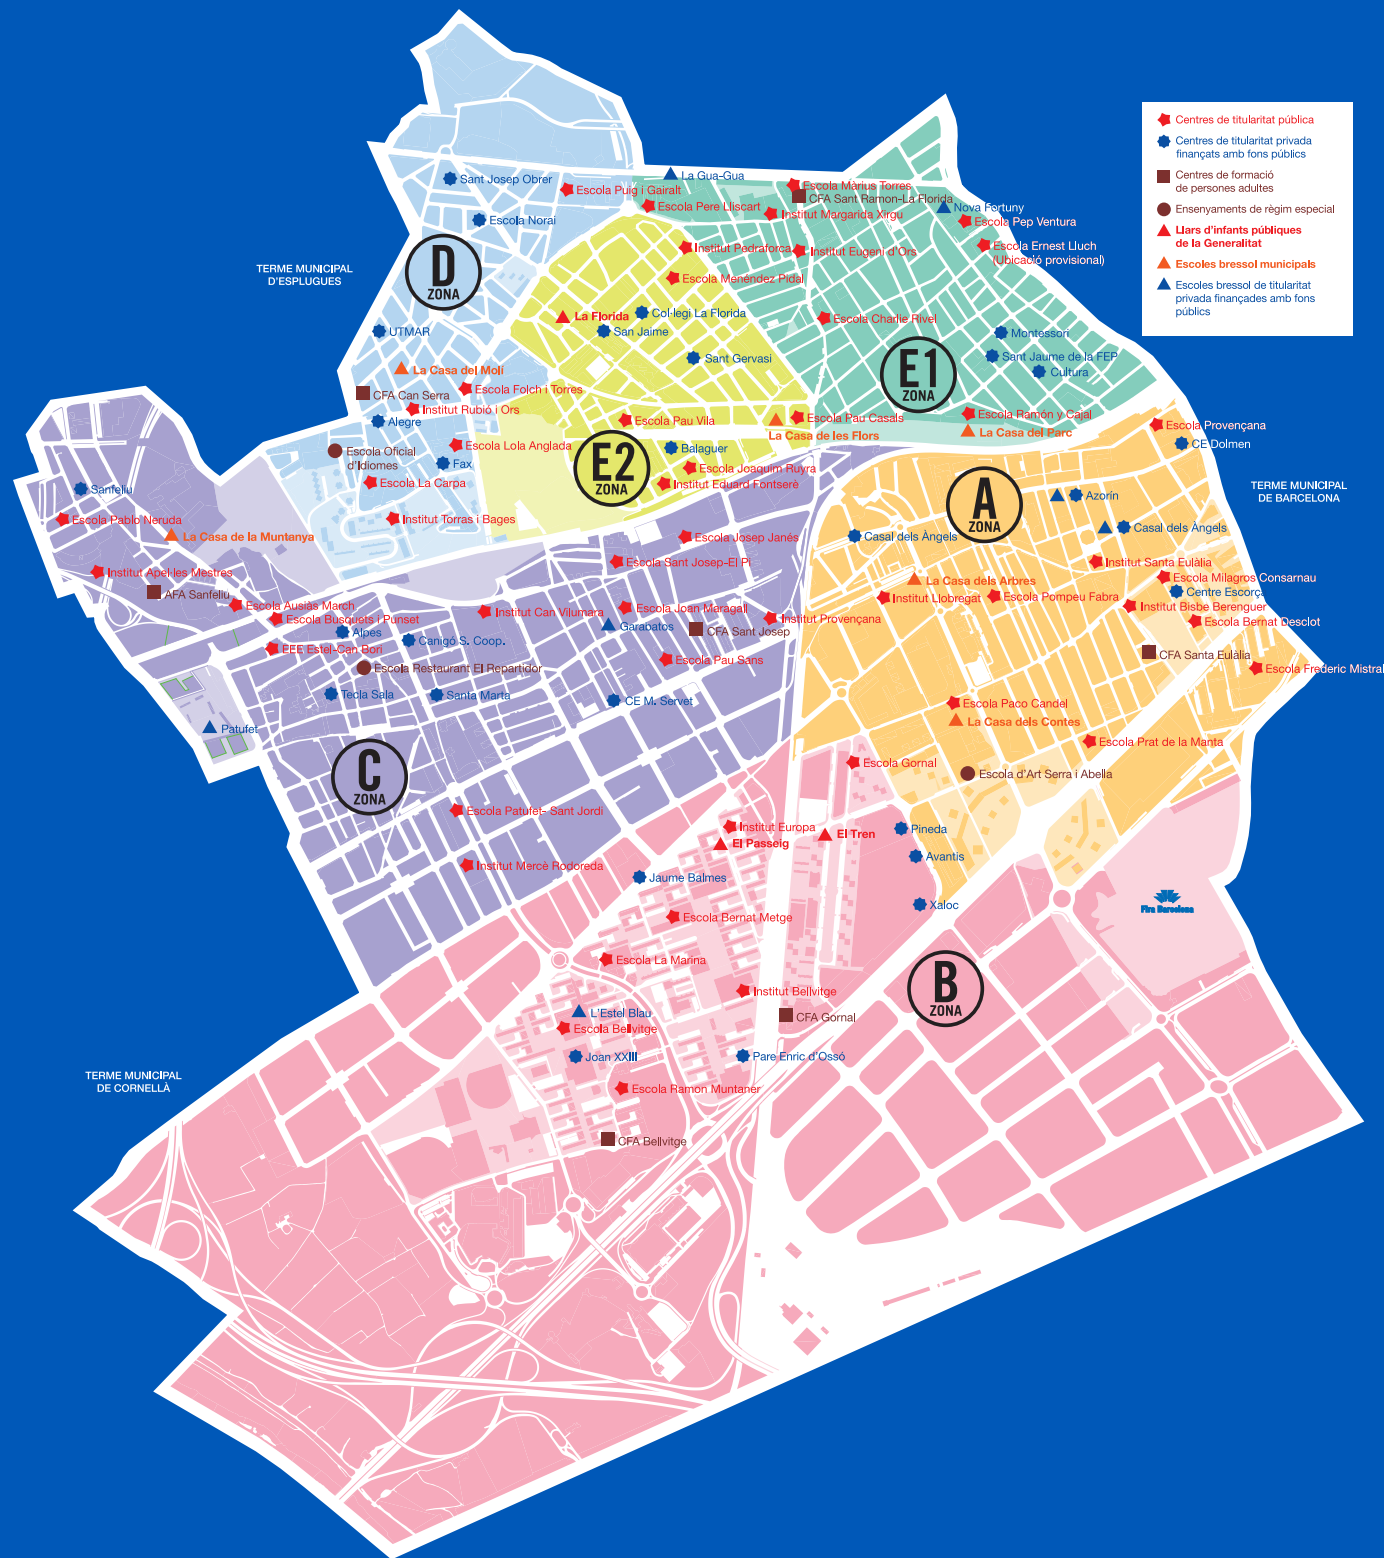 Centres de titularitat pública
Centres de titularitat privada
finançats amb fons públics
Centres de formació
de persones adultes
Ensenyaments de règim especial
Llars d'infants públiques
de la Generalitat
Escoles bressol municipals
Escoles bressol de titularitat
privada finançades amb fons
públics
Sant Josep Obrer
La Gua-Gua
Escola Puig i Gairalt
Escola Màrius Torres
CFA Sant Ramon-La Florida
Escola Pere Lliscart
Institut Margarida Xirgu
Nova Fortuny
Escola Norai
Escola Pep Ventura
Institut Pedraforca
Institut Eugeni d'Ors
Escola Ernest Lluch
(Ubicació provisional)
D
ZONA
TERME MUNICIPAL
D'ESPLUGUES
Escola Menéndez Pidal
La Florida
Col·legi La Florida
Escola Charlie Rivel
UTMAR
San Jaime
Montessori
Sant Gervasi
Sant Jaume de la FEP
E1
ZONA
Cultura
La Casa del Molí
CFA Can Serra
Escola Folch i Torres
Institut Rubió i Ors
Alegre
Escola Pau Vila
Escola Pau Casals
La Casa de les Flors
Escola Ramón y Cajal
La Casa del Parc
Escola Provençana
CE Dolmen
Escola Oficial
d'Idiomes
Escola Lola Anglada
Balaguer
Fax
E2
ZONA
Escola Joaquim Ruyra
Escola La Carpa
Institut Eduard Fontserè
TERME MUNICIPAL
DE BARCELONA
Sanfeliu
A
ZONA
Azorín
Escola Pablo Neruda
Institut Torras i Bages
Casal dels Àngels
La Casa de la Muntanya
Escola Josep Janés
Casal dels Àngels
Escola Sant Josep-El Pi
Institut Santa Eulàlia
Institut Apel·les Mestres
La Casa dels Arbres
Escola Milagros Consarnau
AFA Sanfeliu
Institut Llobregat
Escola Pompeu Fabra
Centre Escorça
Escola Ausiàs March
Institut Can Vilumara
Escola Joan Maragall
Institut Bisbe Berenguer
Escola Busquets i Punset
Garabatos
Institut Provençana
Escola Bernat Desclot
Alpes
CFA Sant Josep
Canigó S. Coop.
EEE Estel-Can Bori
CFA Santa Eulàlia
Escola Restaurant El Repartidor
Escola Pau Sans
Escola Frederic Mistral
Tecla Sala
Santa Marta
CE M. Servet
Escola Paco Candel
La Casa dels Contes
Patufet
Escola Prat de la Manta
C
ZONA
Escola Gornal
Escola d'Art Serra i Abella
Escola Patufet- Sant Jordi
Institut Europa
El Passeig
El Tren
Pineda
Avantis
Institut Mercè Rodoreda
Jaume Balmes
Xaloc
Fira Barcelona
Escola Bernat Metge
Escola La Marina
B
ZONA
Institut Bellvitge
L'Estel Blau
CFA Gornal
Escola Bellvitge
Joan XXIII
Pare Enric d'Ossó
TERME MUNICIPAL
DE CORNELLÀ
Escola Ramon Muntaner
CFA Bellvitge